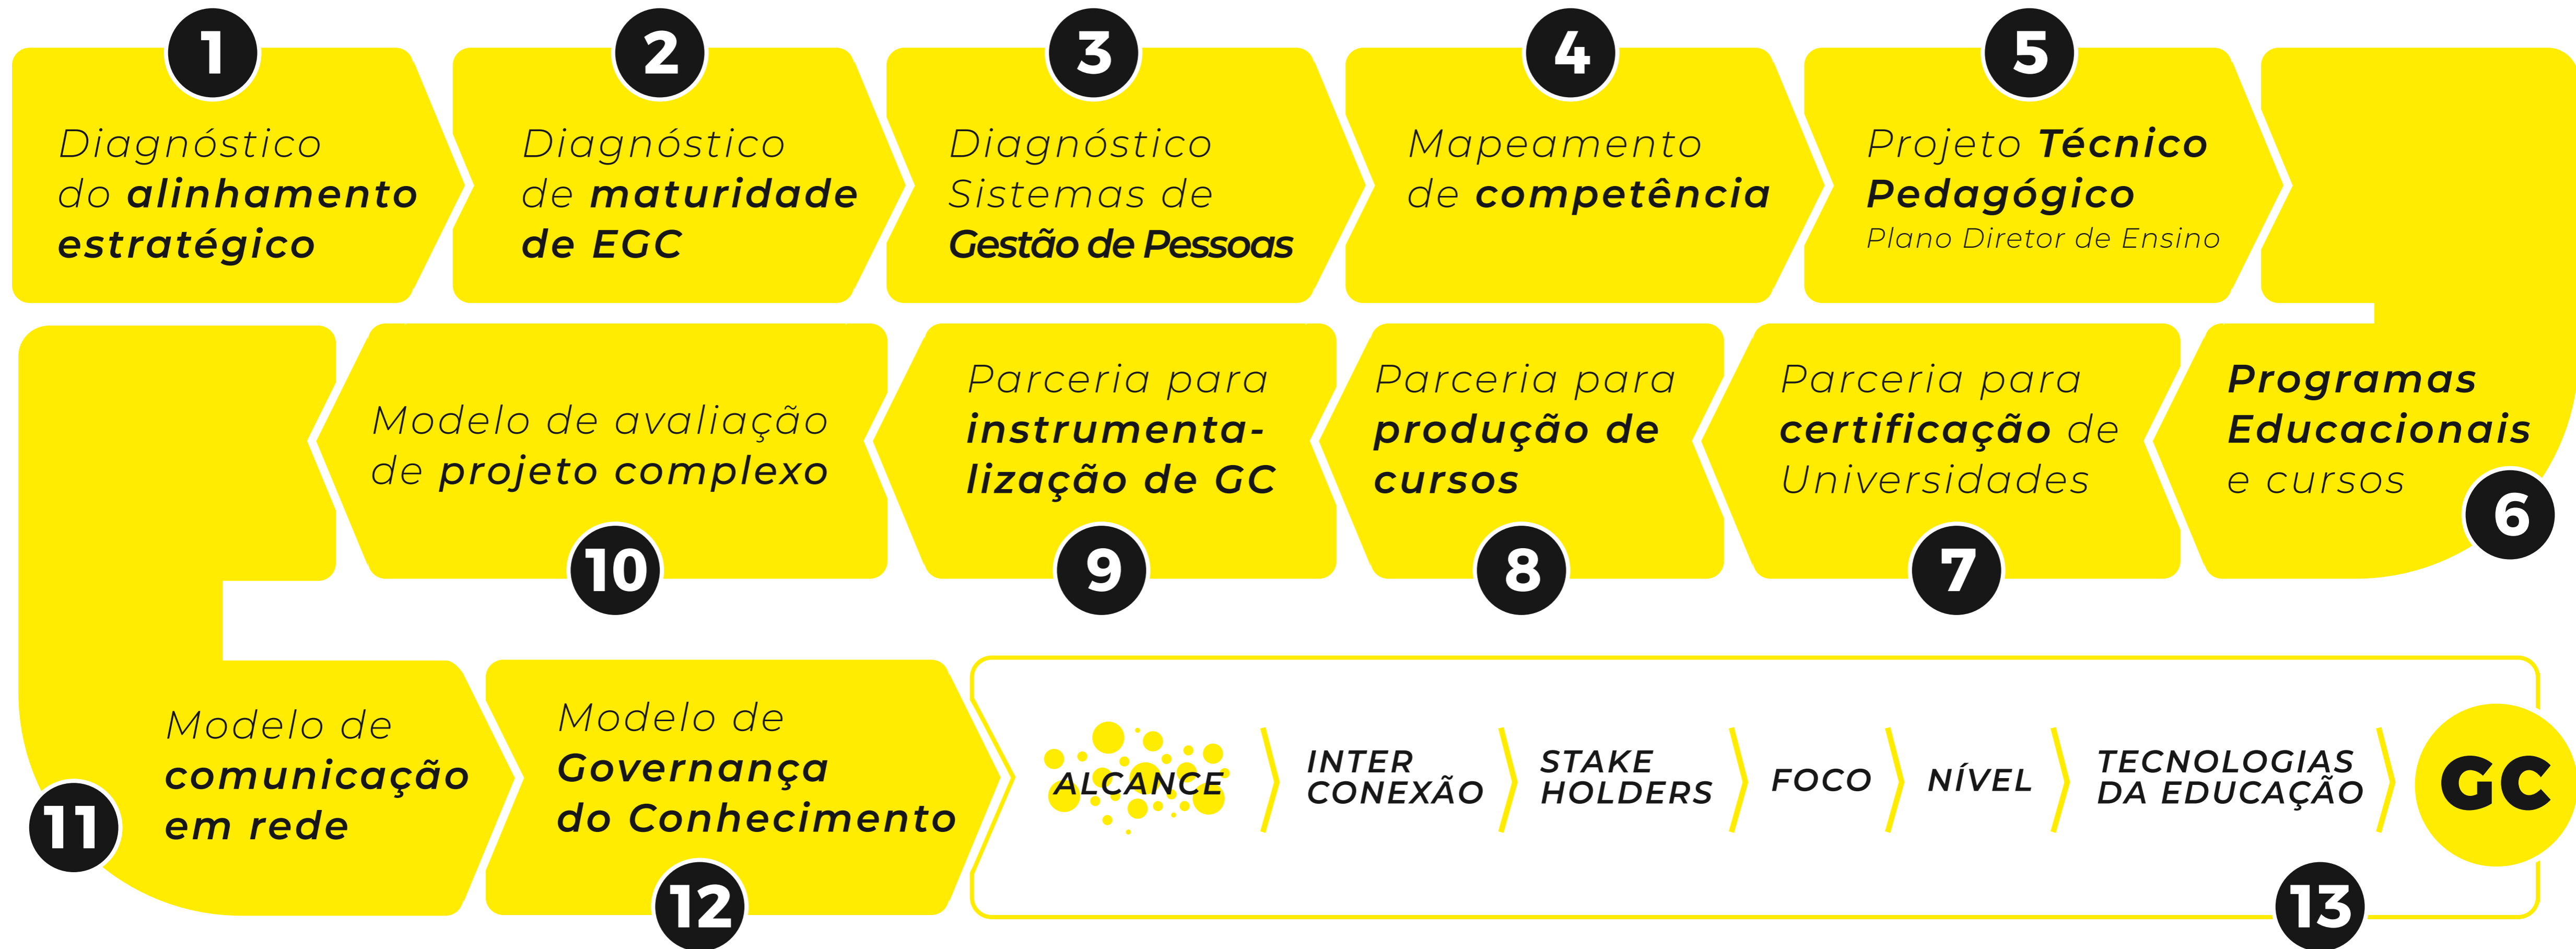 1
Diagnóstico
do alinhamento
estratégico
2
Diagnóstico
de maturidade
de EGC
3
Diagnóstico
Sistemas de
Gestão de Pessoas
4
Mapeamento
de competência
5
Projeto Técnico
Pedagógico
Plano Diretor de Ensino
Programas
Educacionais
e cursos
6
Parceria para
certificação de
Universidades
7
Parceria para
produção de
cursos
8
Parceria para
instrumenta-
lização de GC
9
Modelo de avaliação
de projeto complexo
10
Modelo de
comunicação
em rede
11
Modelo de
Governança
do Conhecimento
12
ALCANCE
INTER
CONEXÃO
STAKE
HOLDERS
FOCO
NÍVEL
TECNOLOGIAS
DA EDUCAÇÃO
GC
13